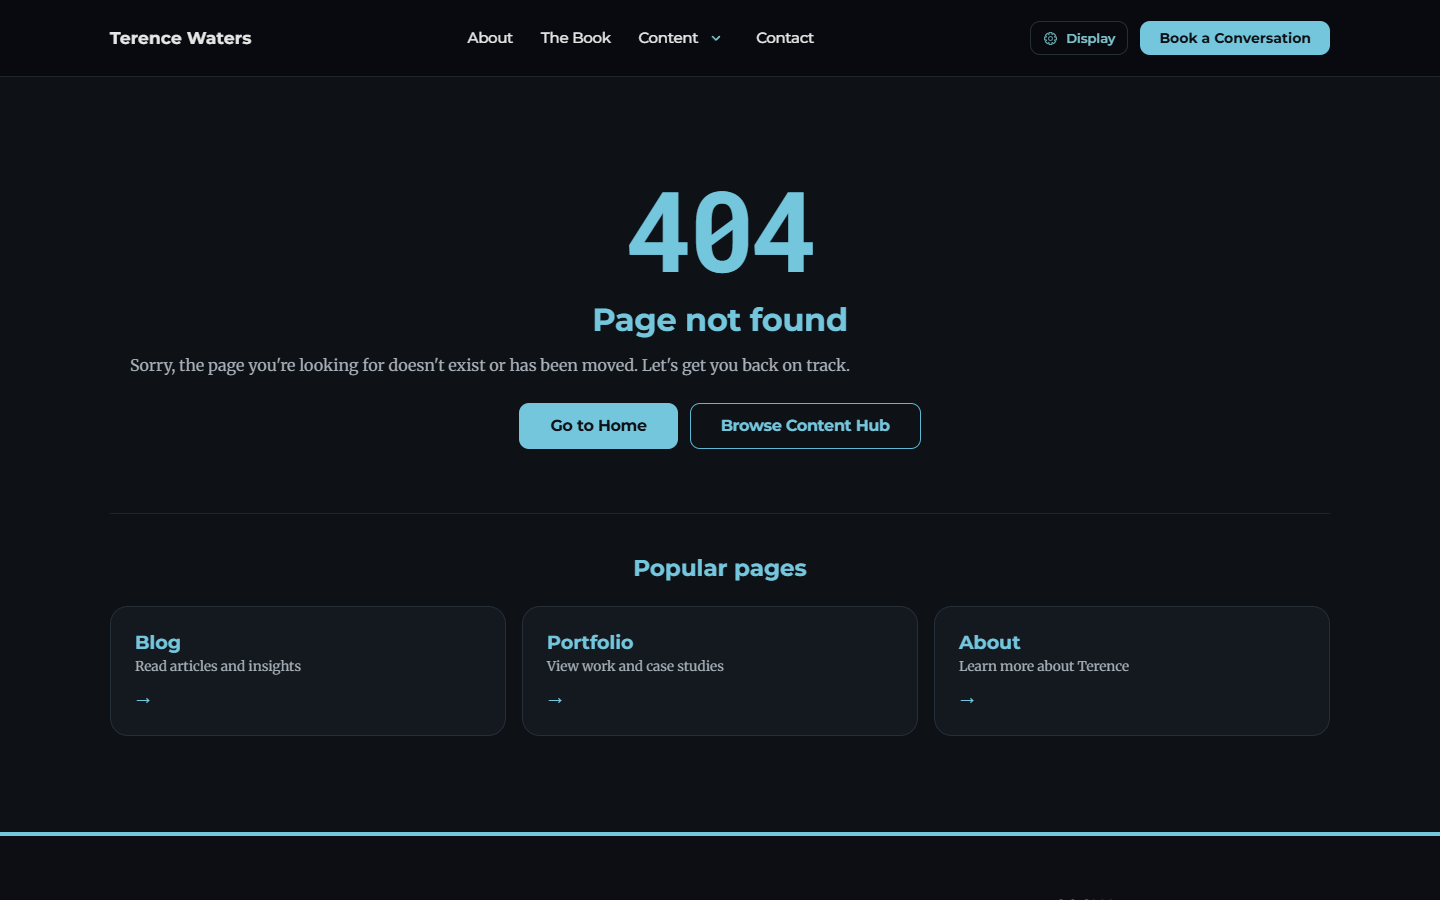 Terence Waters
About
The Book
Content
Contact
Display
Book a Conversation
404
Page not found
Sorry, the page you're looking for doesn't exist or has been moved. Let's get you back on track.
Go to Home
Browse Content Hub
Popular pages
Blog
Read articles and insights
→
Portfolio
View work and case studies
→
About
Learn more about Terence
→